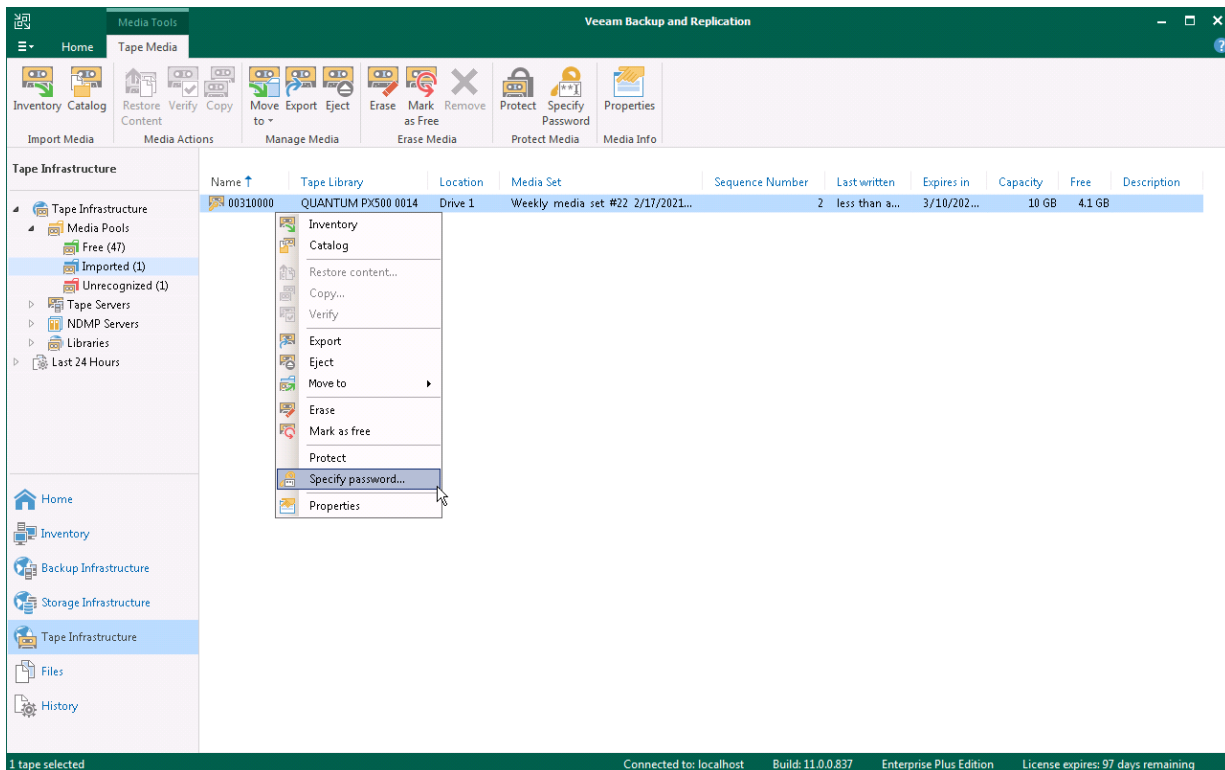 Media Tools
Veeam Backup and Replication
Home Tape Media
Inventory Catalog Restore Content Verify Copy Move to Export Eject Erase Mark as Free Remove Protect Specify Password Properties
Import Media Media Actions Manage Media Erase Media Protect Media Media Info
Tape Infrastructure
Tape Infrastructure
Media Pools
Free (47)
Imported (1)
Unrecognized (1)
Tape Servers
NDMP Servers
Libraries
Last 24 Hours
Name Tape Library Location Media Set Sequence Number Last written Expires in Capacity Free Description
00310000 QUANTUM PX500 0014 Drive 1 Weekly media set #22 2/17/2021... 2 less than a... 3/10/202... 10 GB 4.1 GB
Inventory
Catalog
Restore content...
Copy...
Verify
Export
Eject
Move to
Erase
Mark as free
Protect
Specify password...
Properties
Home
Inventory
Backup Infrastructure
Storage Infrastructure
Tape Infrastructure
Files
History
1 tape selected Connected to: localhost Build: 11.0.0.837 Enterprise Plus Edition License expires: 97 days remaining